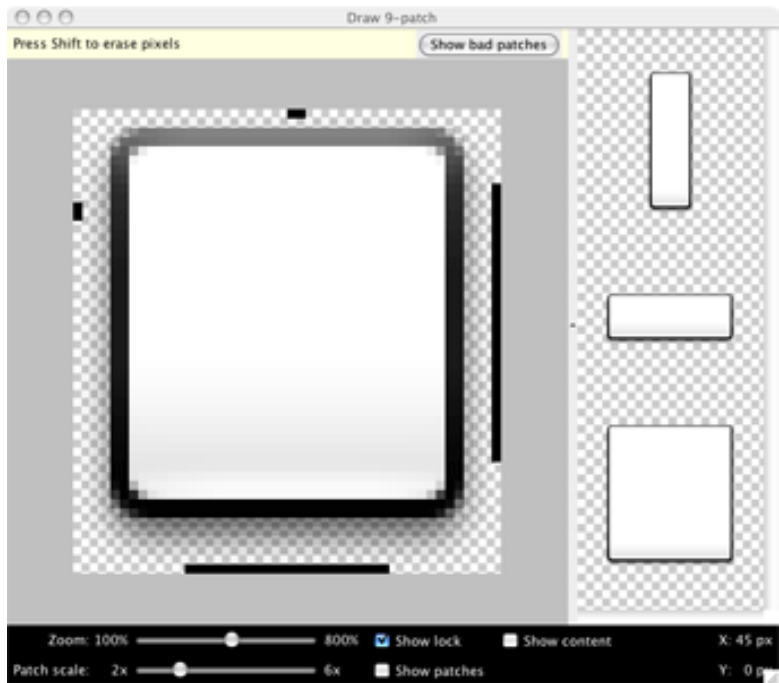 Draw 9-patch
Press Shift to erase pixels Show bad patches
Zoom: 100% 800% Show lock Show content X: 45 px
Patch scale: 2x 6x Show patches Y: 0